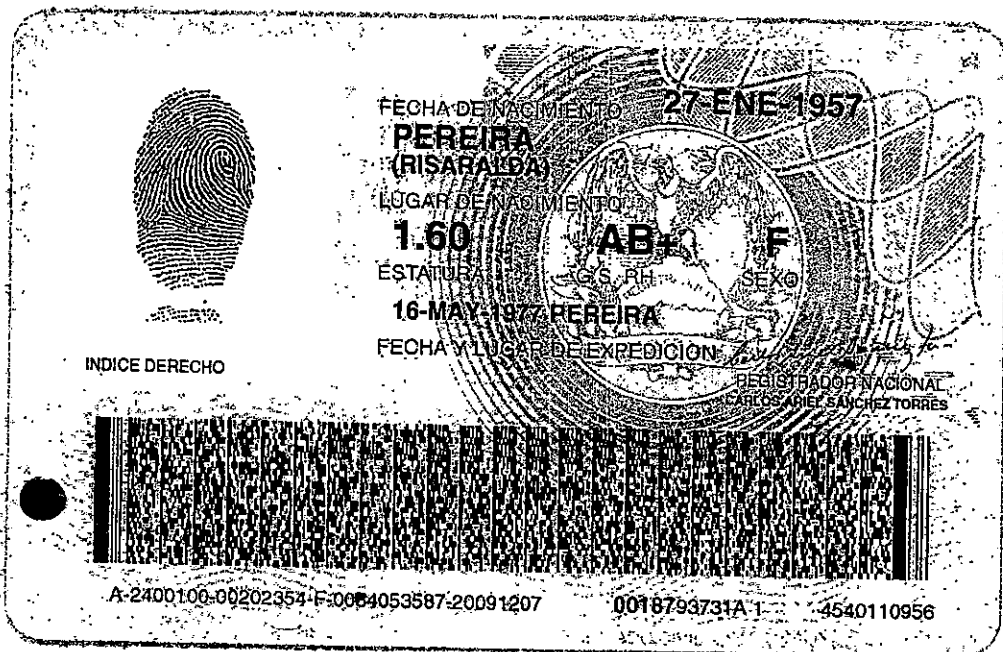 FECHA DE NACIMIENTO 27-ENE-1957
PEREIRA
(RISARALDA)
LUGAR DE NACIMIENTO
1.60 AB+ F
ESTATURA G.S. RH SEXO
16-MAY-1977 PEREIRA
FECHA Y LUGAR DE EXPEDICION
INDICE DERECHO
REGISTRADOR NACIONAL
CARLOS ARIEL SANCHEZ TORRES
A-2400100-00202354-F-0034053587-20091207 0018793731A 1 4540110956